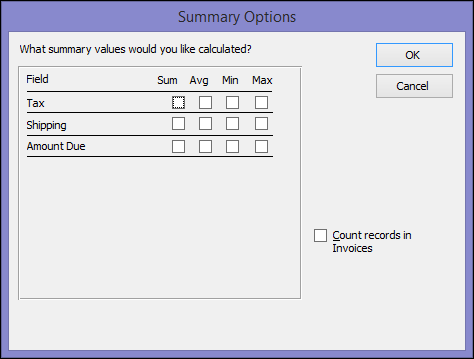 Summary Options
What summary values would you like calculated?
OK
Cancel
Field Sum Avg Min Max
Tax
Shipping
Amount Due
Count records in
Invoices